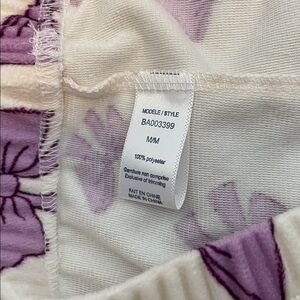 MODELE / STYLE
BA003399
M/M
100% polyester
Garniture non comprise
Exclusive of trimming
FAIT EN CHINE
MADE IN CHINA